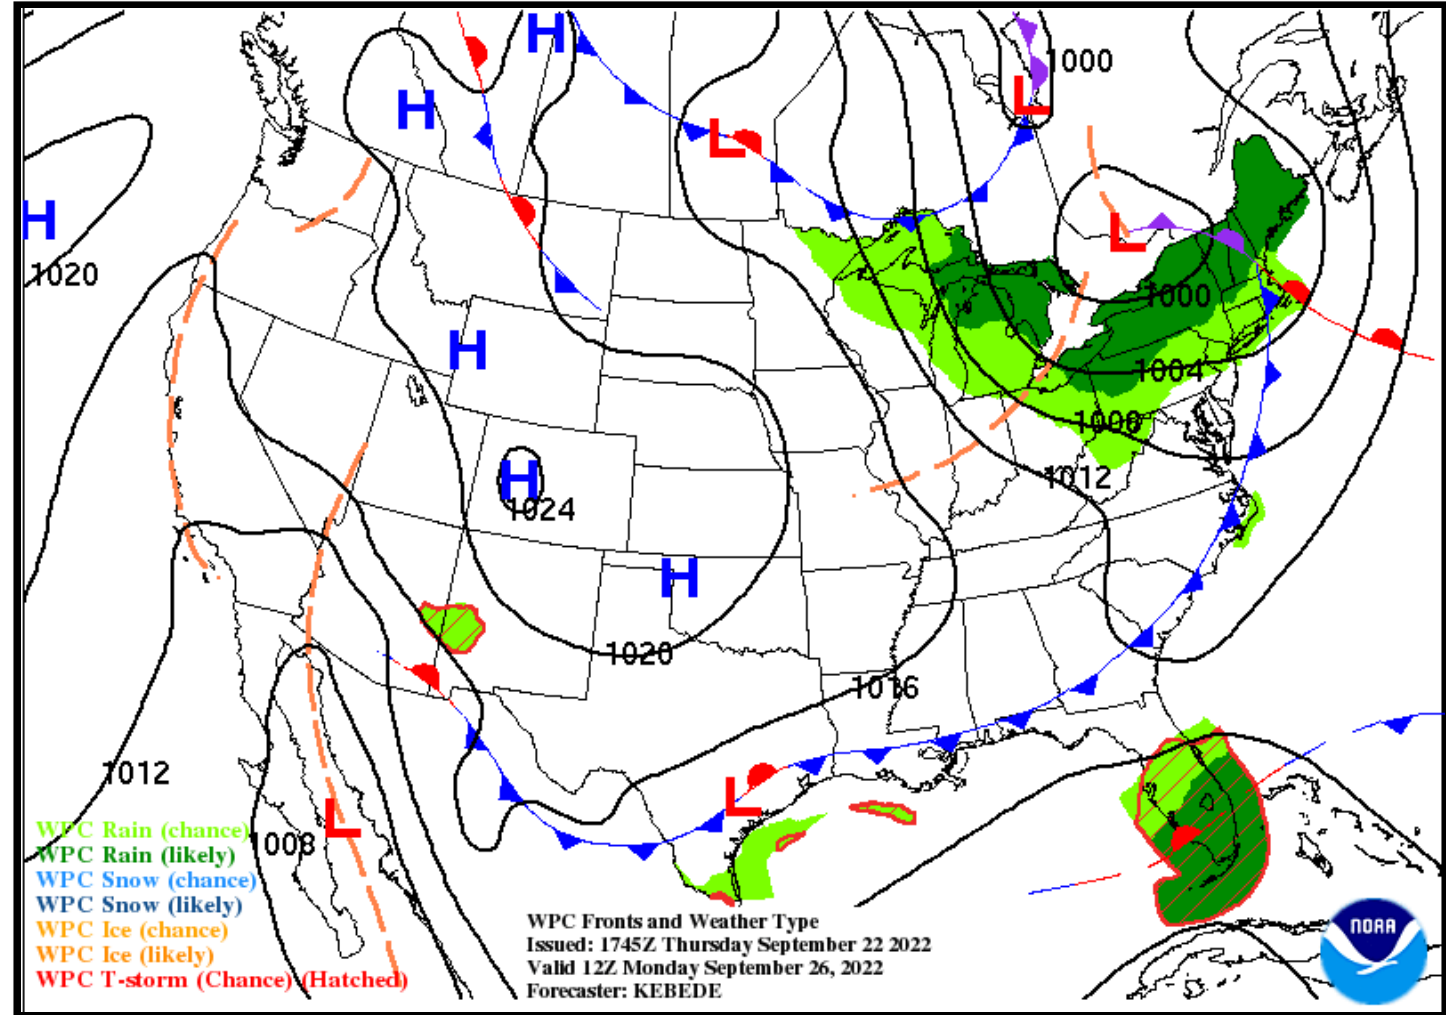 H
H
1000
H
L
L
H
1020
L
1000
H
1004
1008
H
1024
1012
H
1020
1016
1012
L
L
1008
WPC Rain (chance)
WPC Rain (likely)
WPC Snow (chance)
WPC Snow (likely)
WPC Ice (chance)
WPC Ice (likely)
WPC T-storm (Chance) (Hatched)
WPC Fronts and Weather Type
Issued: 1745Z Thursday September 22 2022
Valid 12Z Monday September 26, 2022
Forecaster: KEBEDE
NOAA